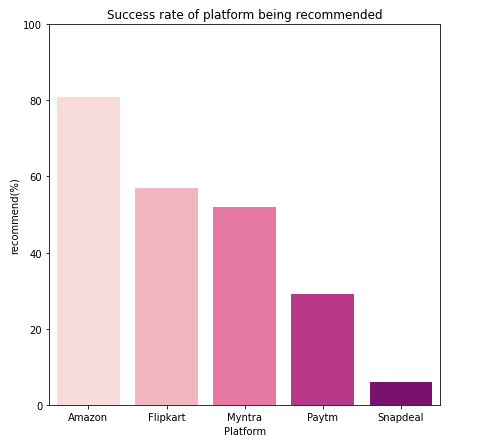 Success rate of platform being recommended
100
80
60
40
20
0
recommend(%)
Amazon Flipkart Myntra Paytm Snapdeal
Platform